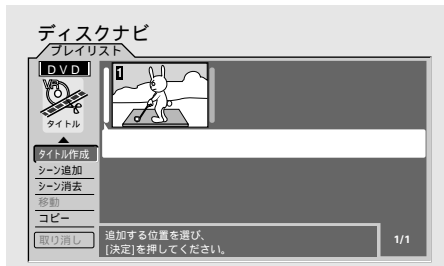 ディスクナビ
プレイリスト
DVD
VR
タイトル
1
タイトル作成
シーン追加
シーン消去
移動
コピー
取り消し
追加する位置を選び、
[決定]を押してください。
1/1